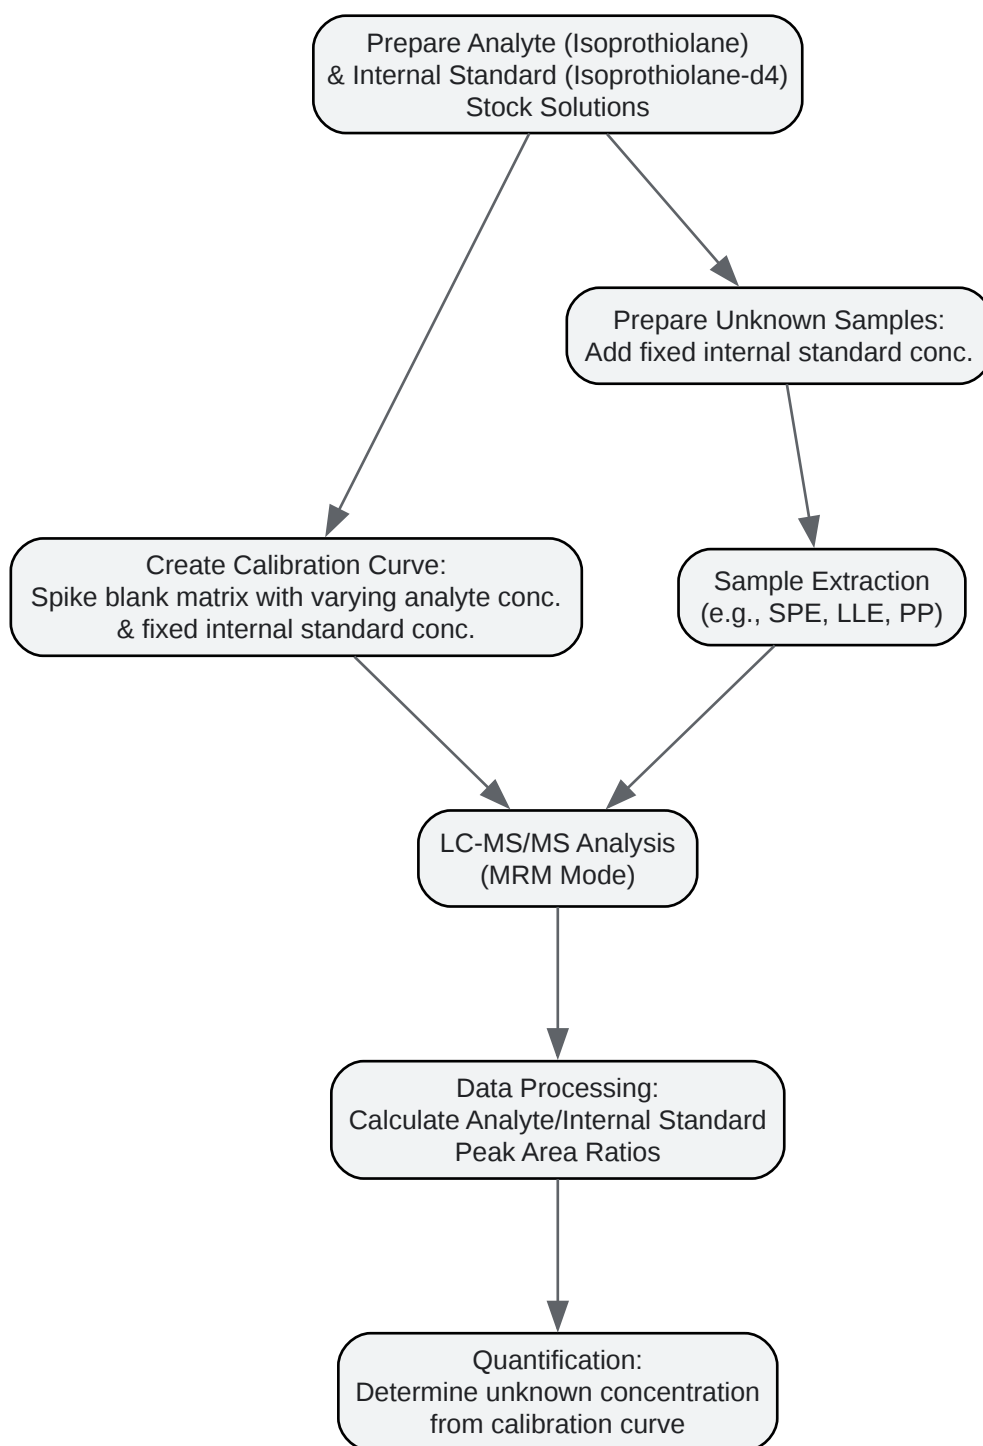 Prepare Analyte (Isoprothiolane)
& Internal Standard (Isoprothiolane-d4)
Stock Solutions
Prepare Unknown Samples:
Add fixed internal standard conc.
Create Calibration Curve:
Spike blank matrix with varying analyte conc.
& fixed internal standard conc.
Sample Extraction
(e.g., SPE, LLE, PP)
LC-MS/MS Analysis
(MRM Mode)
Data Processing:
Calculate Analyte/Internal Standard
Peak Area Ratios
Quantification:
Determine unknown concentration
from calibration curve